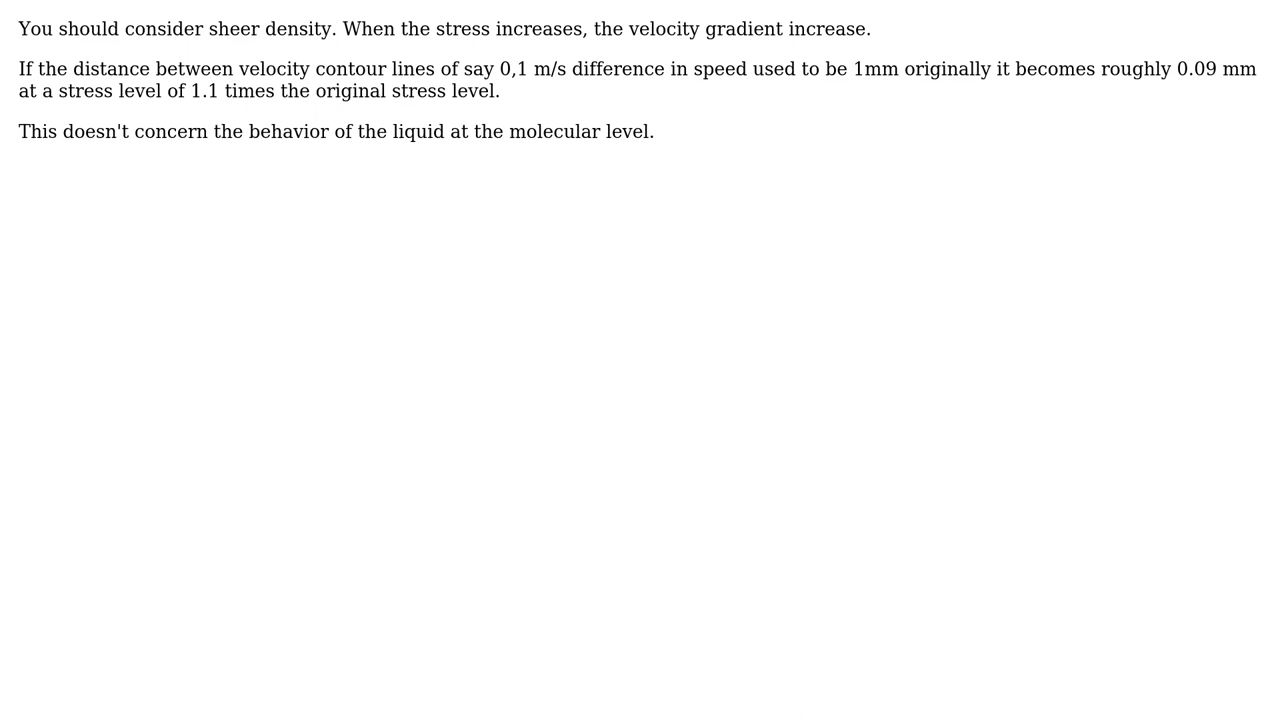 You should consider sheer density. When the stress increases, the velocity gradient increase.
If the distance between velocity contour lines of say 0,1 m/s difference in speed used to be 1mm originally it becomes roughly 0.09 mm
at a stress level of 1.1 times the original stress level.
This doesn't concern the behavior of the liquid at the molecular level.